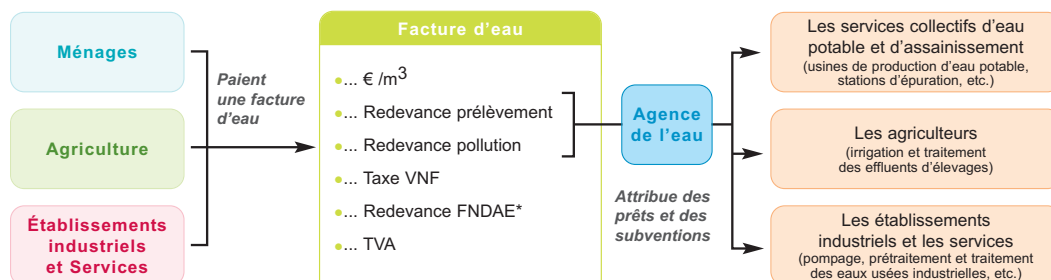 Ménages
Agriculture
Établissements
industriels
et Services
Paient
une facture
d'eau
Facture d'eau
•... € /m³
•... Redevance prélèvement
•... Redevance pollution
•... Taxe VNF
•... Redevance FNDAE*
•... TVA
Agence
de l'eau
Attribue des
prêts et des
subventions
Les services collectifs d'eau
potable et d'assainissement
(usines de production d'eau potable,
stations d'épuration, etc.)
Les agriculteurs
(irrigation et traitement
des effluents d'élevages)
Les établissements
industriels et les services
(pompage, prétraitement et traitement
des eaux usées industrielles, etc.)